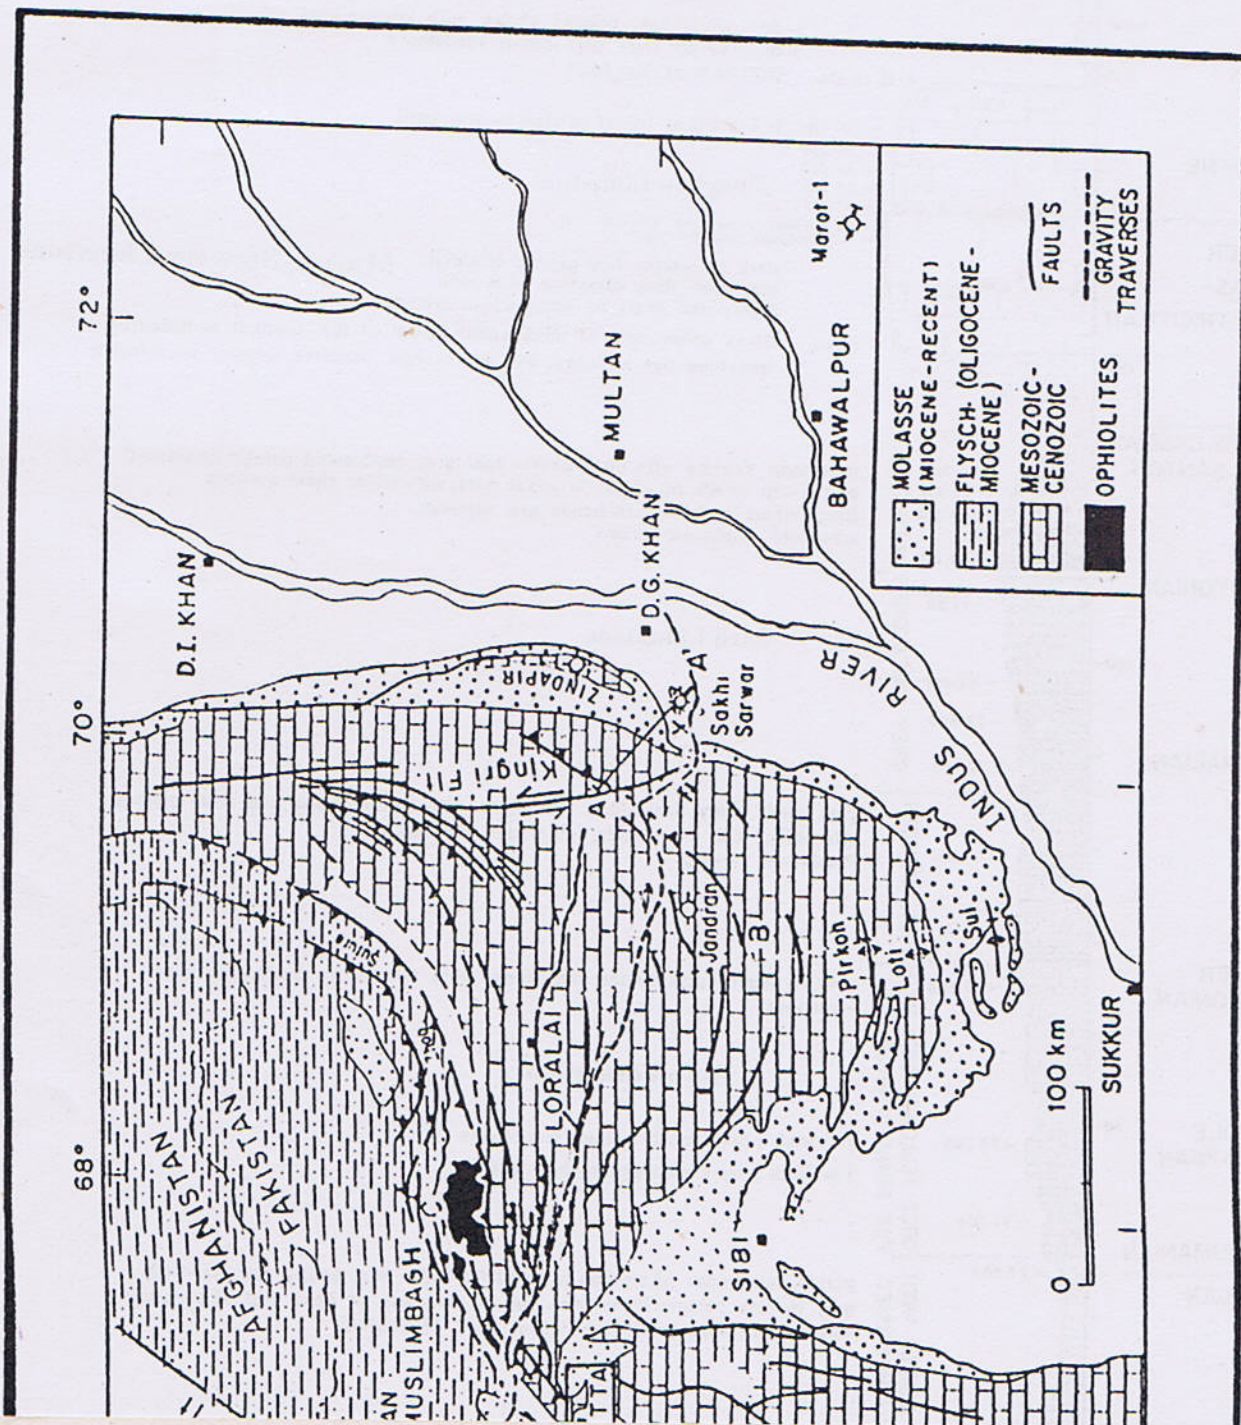 68°
70°
72°
AFGHANISTAN
PAKISTAN
D.I. KHAN
MUSLIMBAGH
LORALAI
Kingri Flt
ZINDAPIR
D.G. KHAN
MULTAN
A
A'
Sakhi
Sarwar
Jandran
B
SIBI
Pirkoh
Loti
Sui
INDUS
RIVER
BAHAWALPUR
Marot-1
SUKKUR
0
100 km
TTA
MOLASSE
(MIOCENE-RECENT)
FLYSCH (OLIGOCENE-
MIOCENE)
MESOZOIC-
CENOZOIC
OPHIOLITES
FAULTS
GRAVITY
TRAVERSES